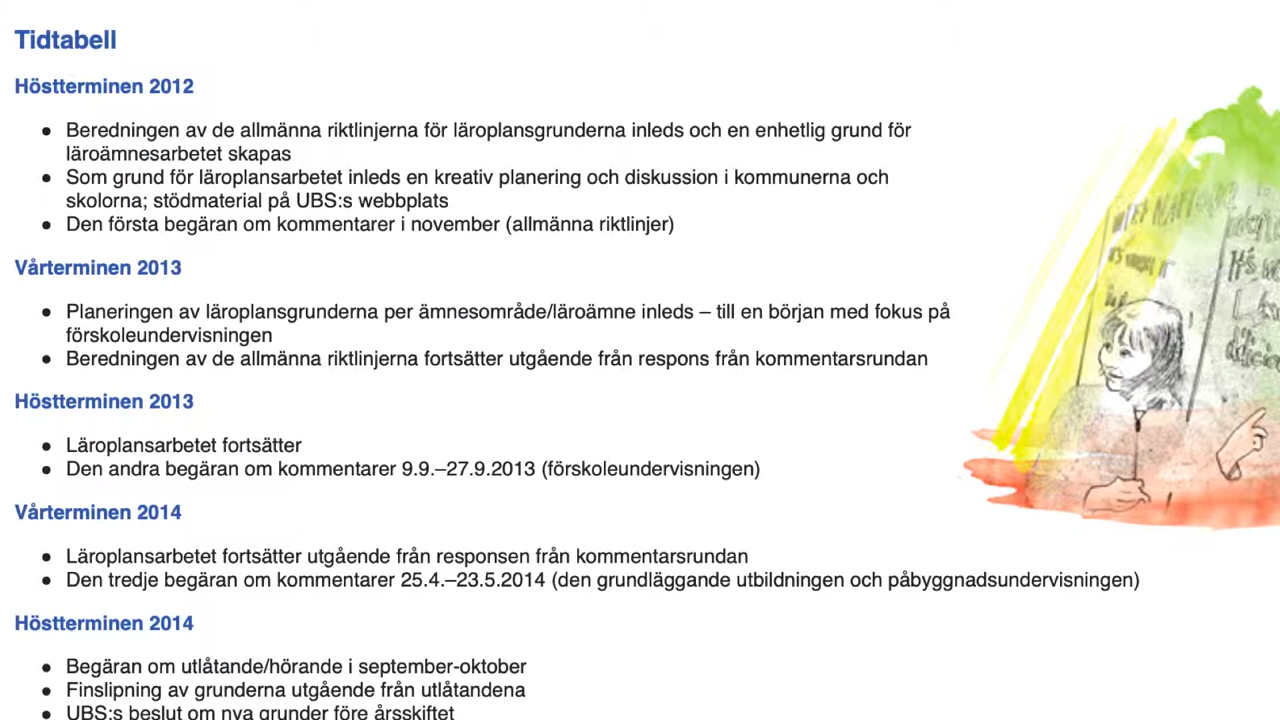 Tidtabell
Höstterminen 2012
● Beredningen av de allmänna riktlinjerna för läroplansgrunderna inleds och en enhetlig grund för
läroämnesarbetet skapas
● Som grund för läroplansarbetet inleds en kreativ planering och diskussion i kommunerna och
skolorna; stödmaterial på UBS:s webbplats
● Den första begäran om kommentarer i november (allmänna riktlinjer)
Vårterminen 2013
● Planeringen av läroplansgrunderna per ämnesområde/läroämne inleds – till en början med fokus på
förskoleundervisningen
● Beredningen av de allmänna riktlinjerna fortsätter utgående från respons från kommentarsrundan
Höstterminen 2013
● Läroplansarbetet fortsätter
● Den andra begäran om kommentarer 9.9.–27.9.2013 (förskoleundervisningen)
Vårterminen 2014
● Läroplansarbetet fortsätter utgående från responsen från kommentarsrundan
● Den tredje begäran om kommentarer 25.4.–23.5.2014 (den grundläggande utbildningen och påbyggnadsundervisningen)
Höstterminen 2014
● Begäran om utlåtande/hörande i september-oktober
● Finslipning av grunderna utgående från utlåtandena
● UBS:s beslut om nya grunder före årsskiftet